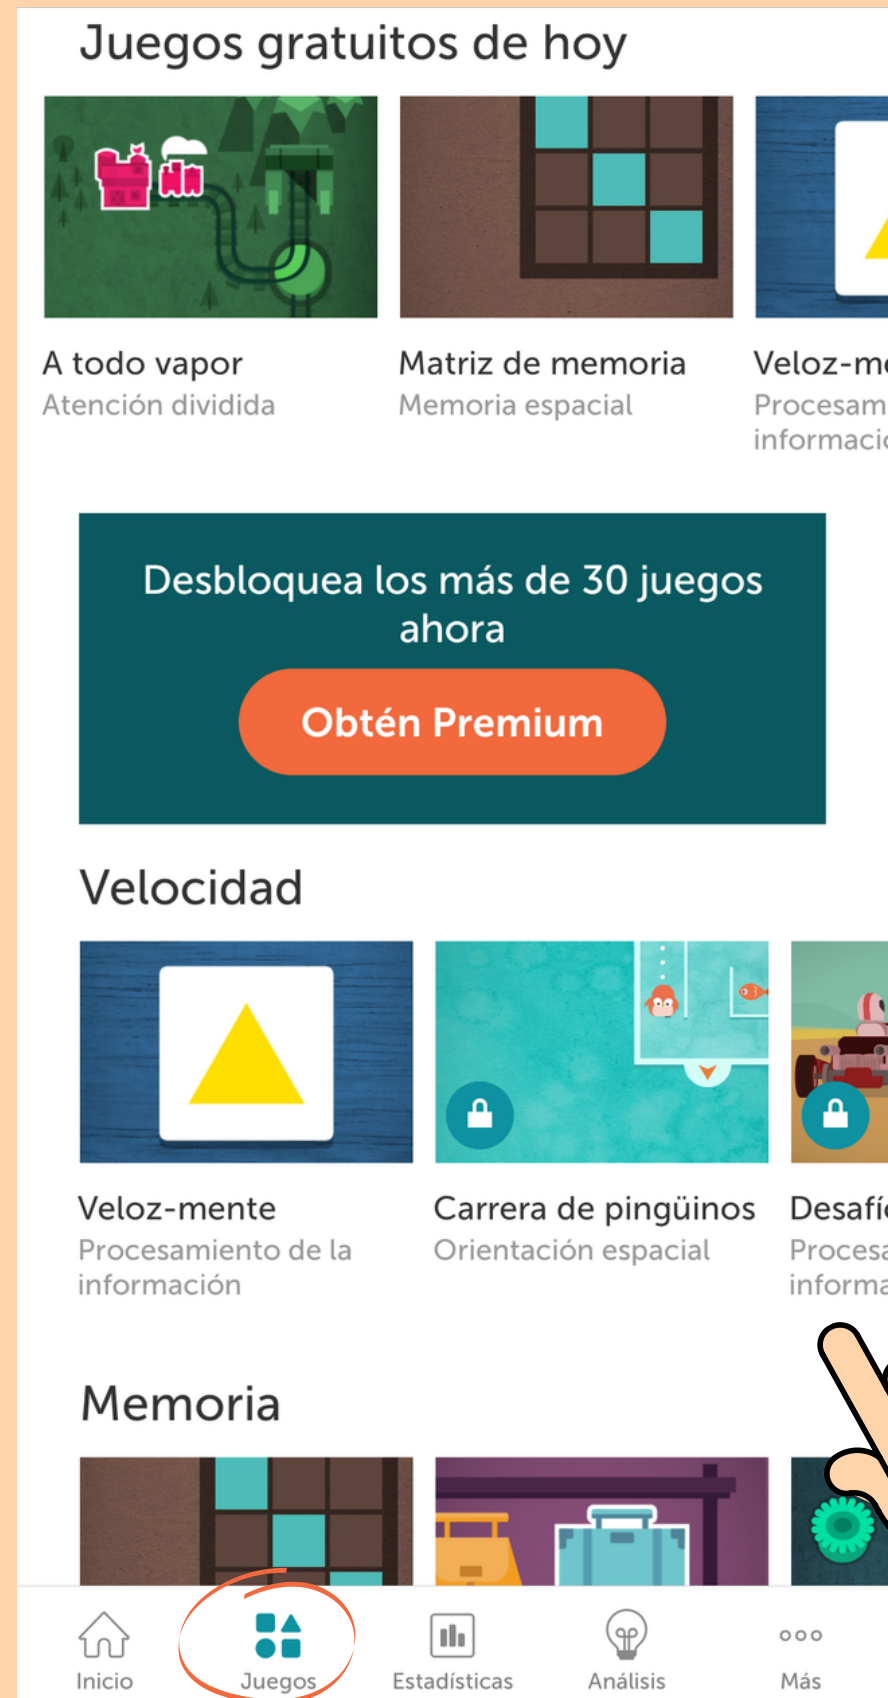 Juegos gratuitos de hoy
A todo vapor
Atención dividida
Matriz de memoria
Memoria espacial
Desbloquea los más de 30 juegos
ahora
Obtén Premium
Velocidad
Veloz-mente
Procesamiento de la
información
Carrera de pingüinos
Orientación espacial
Memoria
Inicio
Juegos
Estadísticas
Análisis
Más